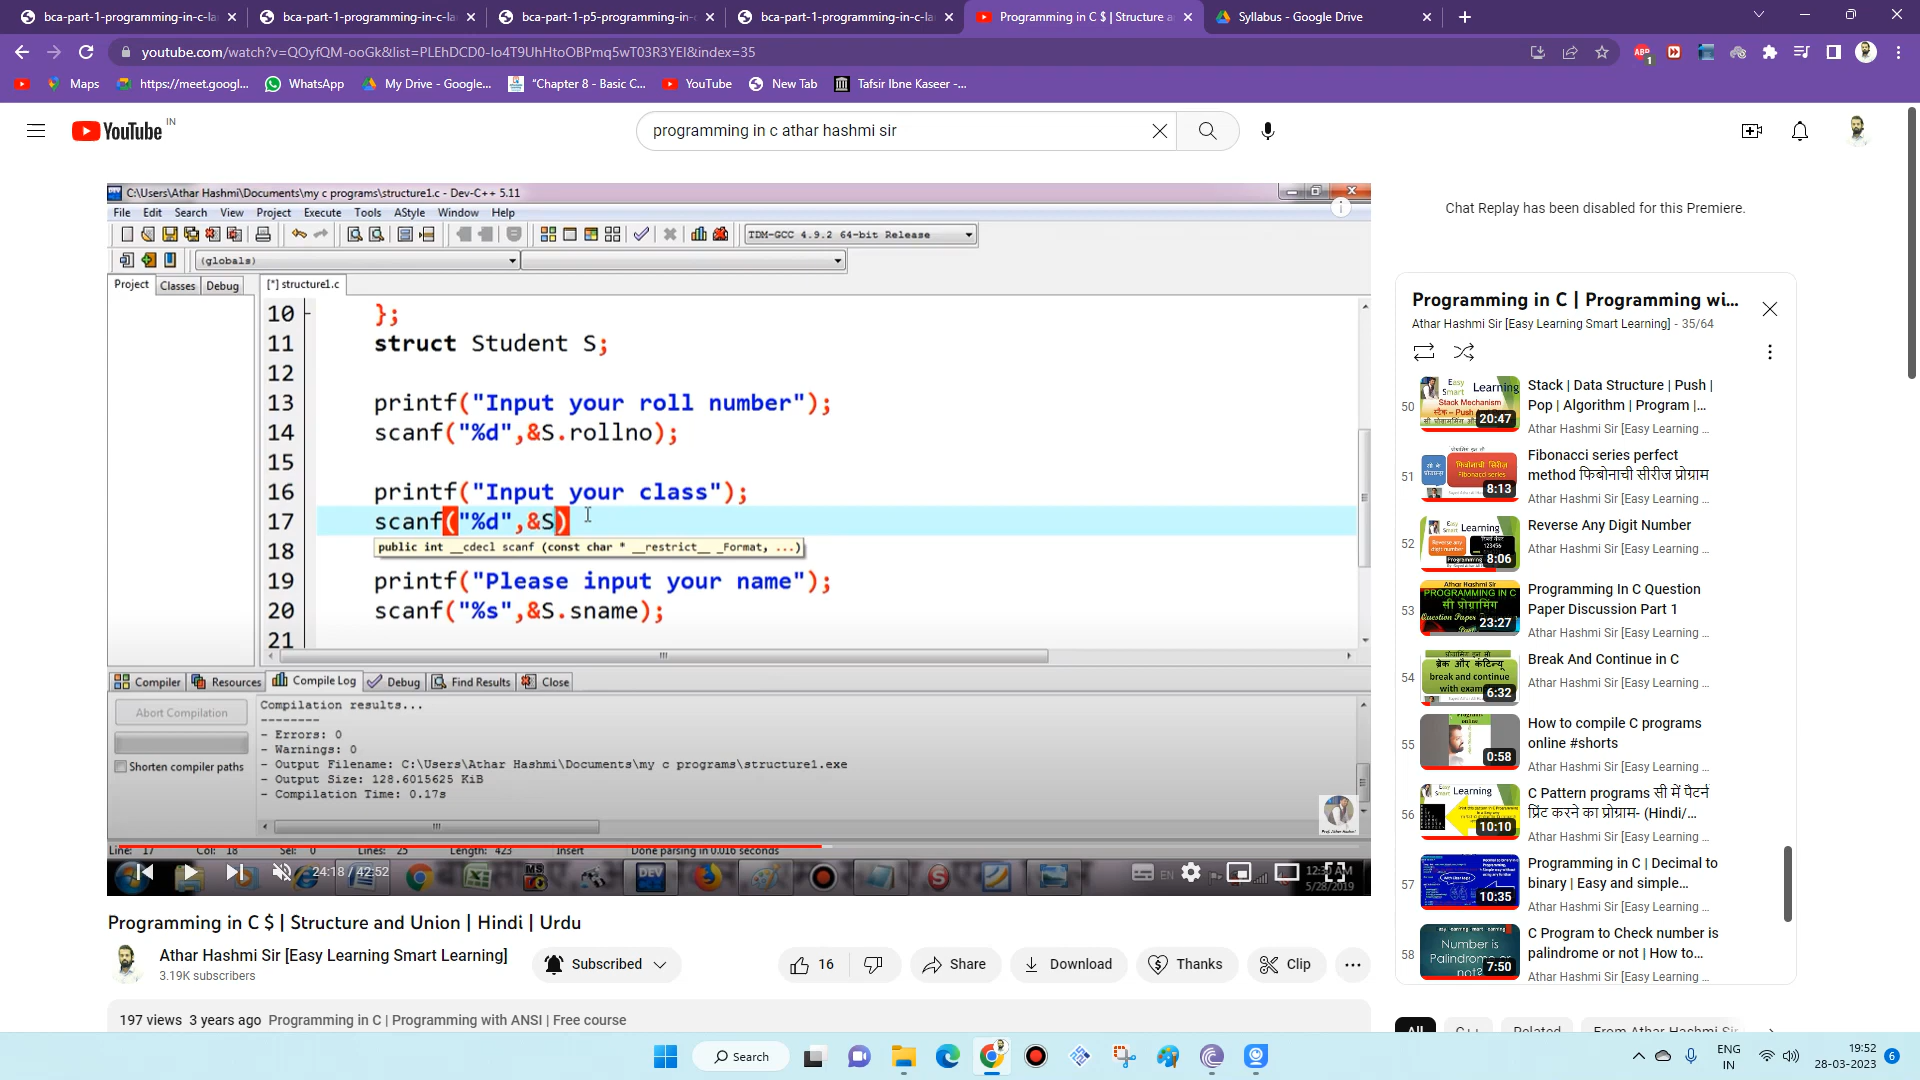 bca-part-1-programming-in-c-la
bca-part-1-programming-in-c-la
bca-part-1-p5-programming-in-
bca-part-1-programming-in-c-la
Programming in C $ | Structure a
Syllabus - Google Drive
youtube.com/watch?v=QOyfQM-ooGk&list=PLEhDCD0-Io4T9UhHtoOBPmq5wT03R3YEI&index=35
ABP
1
Maps
https://meet.googl...
WhatsApp
My Drive - Google...
"Chapter 8 - Basic C...
YouTube
New Tab
Tafsir Ibne Kaseer -...
YouTube IN
programming in c athar hashmi sir
C:\Users\Athar Hashmi\Documents\my c programs\structure1.c - Dev-C++ 5.11
File Edit Search View Project Execute Tools AStyle Window Help
TDM-GCC 4.9.2 64-bit Release
(globals)
Project Classes Debug
[*] structure1.c
10 };
11 struct Student S;
12
13 printf("Input your roll number");
14 scanf("%d",&S.rollno);
15
16 printf("Input your class");
17 scanf("%d",&S)
18 public int __cdecl scanf (const char * __restrict__ _Format, ...)
19 printf("Please input your name");
20 scanf("%s",&S.sname);
21
Compiler Resources Compile Log Debug Find Results Close
Abort Compilation
Shorten compiler paths
Compilation results...
--------
- Errors: 0
- Warnings: 0
- Output Filename: C:\Users\Athar Hashmi\Documents\my c programs\structure1.exe
- Output Size: 128.6015625 KiB
- Compilation Time: 0.17s
Line: 17 Col: 18 Sel: 0 Lines: 25 Length: 423 Insert Done parsing in 0.016 seconds
24:18 / 42:52
DEV
EN
5/28/2019
Programming in C $ | Structure and Union | Hindi | Urdu
Athar Hashmi Sir [Easy Learning Smart Learning]
3.19K subscribers
Subscribed
16
Share
Download
Thanks
Clip
197 views 3 years ago Programming in C | Programming with ANSI | Free course
Chat Replay has been disabled for this Premiere.
Programming in C | Programming wi...
Athar Hashmi Sir [Easy Learning Smart Learning] - 35/64
50
20:47
Stack | Data Structure | Push |
Pop | Algorithm | Program |...
Athar Hashmi Sir [Easy Learning ...
51
8:13
Fibonacci series perfect
method फिबोनाची सीरीज प्रोग्राम
Athar Hashmi Sir [Easy Learning ...
52
8:06
Reverse Any Digit Number
Athar Hashmi Sir [Easy Learning ...
53
Athar Hashmi Sir
PROGRAMMING IN C
सी प्रोग्रामिंग
23:27
Programming In C Question
Paper Discussion Part 1
Athar Hashmi Sir [Easy Learning ...
54
ब्रेक और कंटिन्यू
break and continue
6:32
Break And Continue in C
Athar Hashmi Sir [Easy Learning ...
55
0:58
How to compile C programs
online #shorts
Athar Hashmi Sir [Easy Learning ...
56
10:10
C Pattern programs सी में पैटर्न
प्रिंट करने का प्रोग्राम- (Hindi/...
Athar Hashmi Sir [Easy Learning ...
57
10:35
Programming in C | Decimal to
binary | Easy and simple...
Athar Hashmi Sir [Easy Learning ...
58
Number is
Palindrome or
not?
7:50
C Program to Check number is
palindrome or not | How to...
Athar Hashmi Sir [Easy Learning ...
All
C++
Related
From Athar Hashmi Sir
Search
ENG
IN
19:52
28-03-2023
6